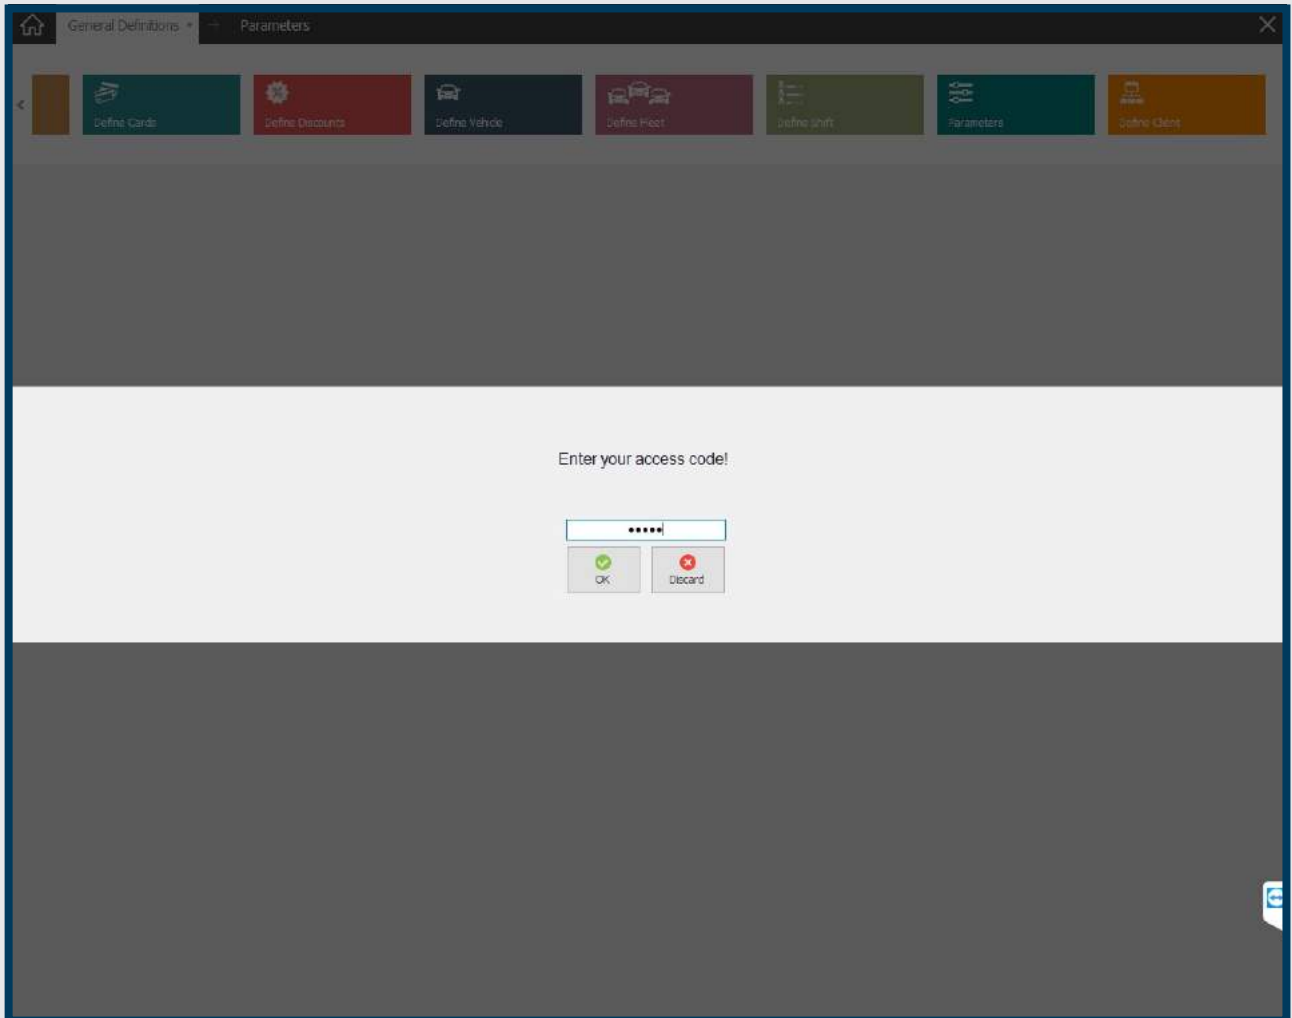 General Definitions → Parameters
Define Cards
Define Discounts
Define Vehicle
Define Fleet
Define Shift
Parameters
Define Client
Enter your access code!
•••••
OK
Discard